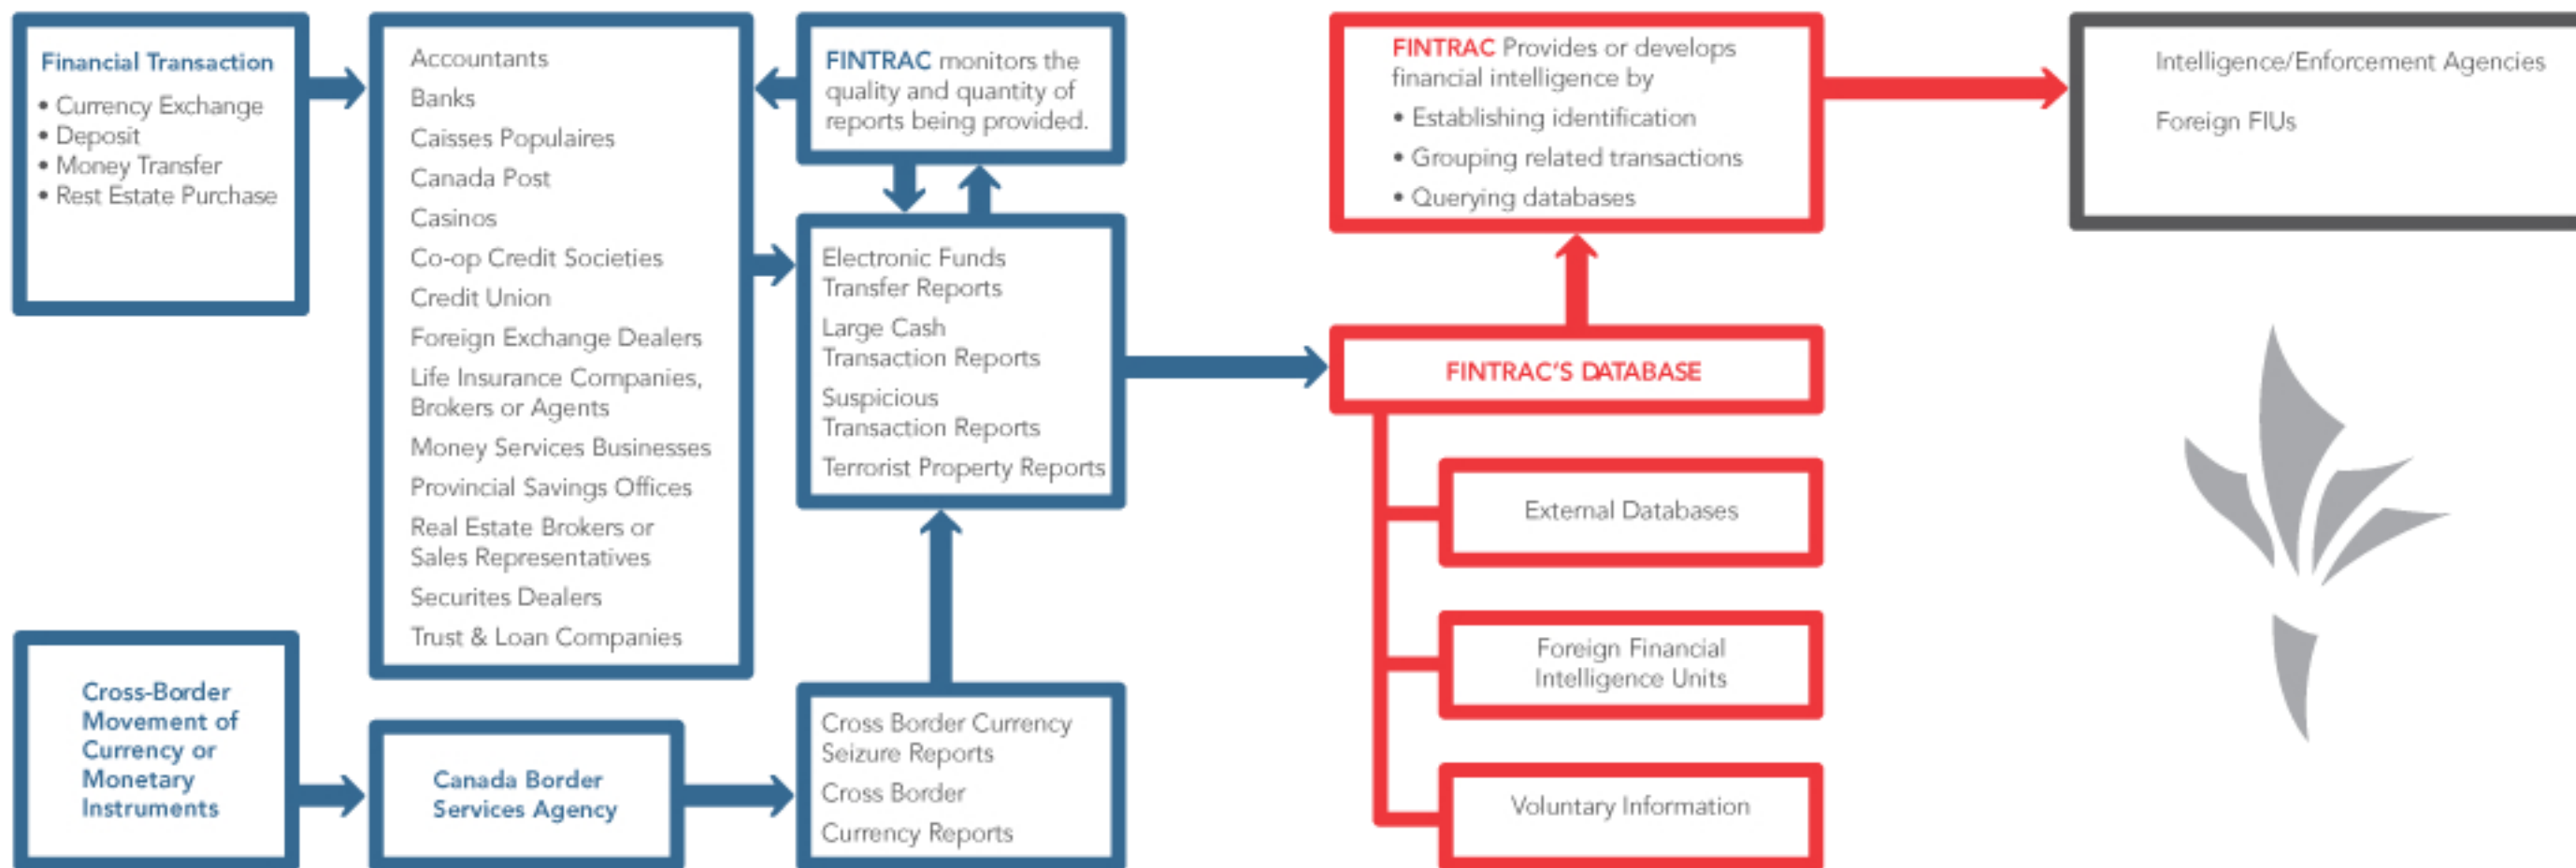 Financial Transaction
• Currency Exchange
• Deposit
• Money Transfer
• Rest Estate Purchase
Accountants
Banks
Caisses Populaires
Canada Post
Casinos
Co-op Credit Societies
Credit Union
Foreign Exchange Dealers
Life Insurance Companies,
Brokers or Agents
Money Services Businesses
Provincial Savings Offices
Real Estate Brokers or
Sales Representatives
Securites Dealers
Trust & Loan Companies
FINTRAC monitors the
quality and quantity of
reports being provided.
Electronic Funds
Transfer Reports
Large Cash
Transaction Reports
Suspicious
Transaction Reports
Terrorist Property Reports
Cross-Border
Movement of
Currency or
Monetary
Instruments
Canada Border
Services Agency
Cross Border Currency
Seizure Reports
Cross Border
Currency Reports
FINTRAC Provides or develops
financial intelligence by
• Establishing identification
• Grouping related transactions
• Querying databases
FINTRAC'S DATABASE
External Databases
Foreign Financial
Intelligence Units
Voluntary Information
Intelligence/Enforcement Agencies
Foreign FIUs